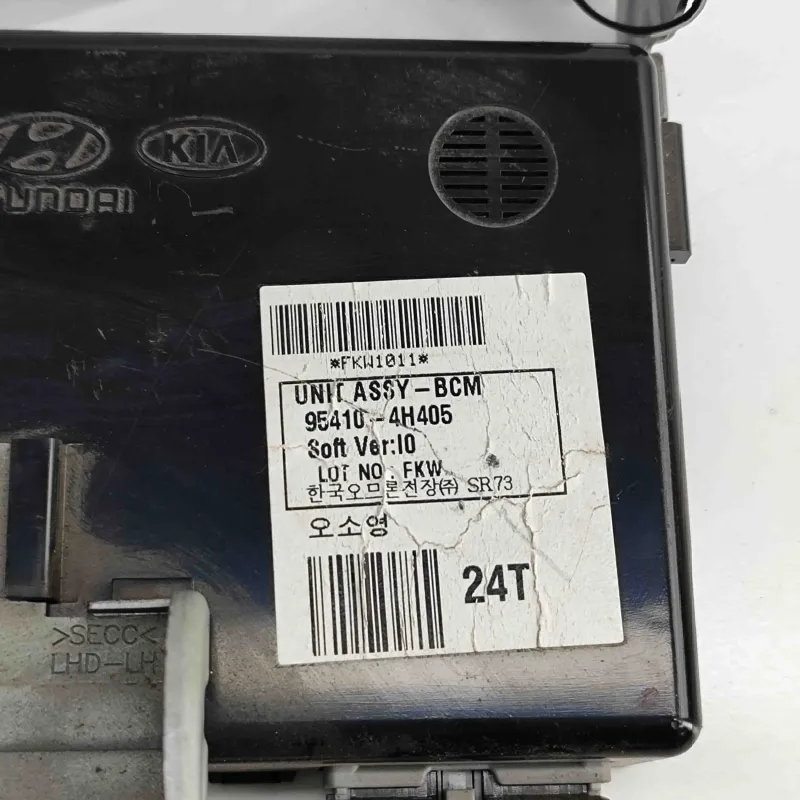 HYUNDAI
KIA
*FKW1011*
UNIT ASSY-BCM
95410-4H405
Soft Ver:10
LOT NO: FKW
한국오므론전장(주) SR73
오소영
24T
>SECC<
LHD-LH